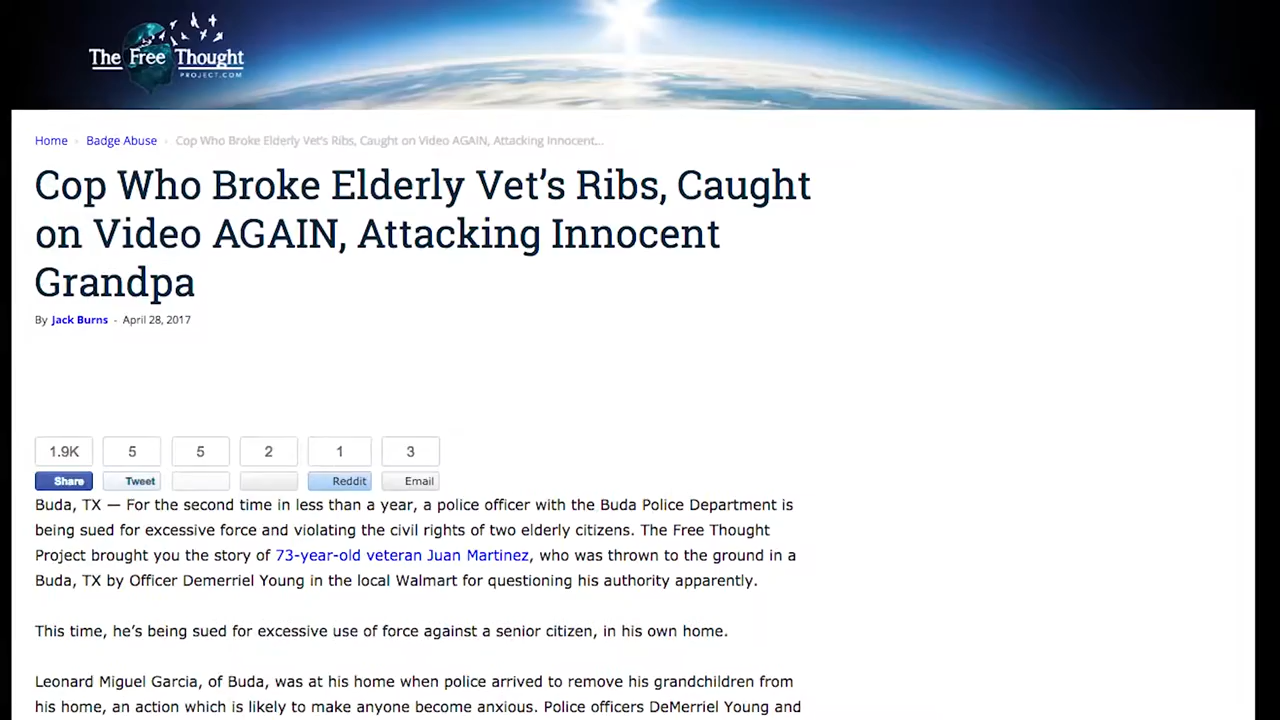 The Free Thought
PROJECT.COM
Home › Badge Abuse › Cop Who Broke Elderly Vet's Ribs, Caught on Video AGAIN, Attacking Innocent...
Cop Who Broke Elderly Vet's Ribs, Caught
on Video AGAIN, Attacking Innocent
Grandpa
By Jack Burns - April 28, 2017
1.9K 5 5 2 1 3
Share Tweet Reddit Email
Buda, TX — For the second time in less than a year, a police officer with the Buda Police Department is
being sued for excessive force and violating the civil rights of two elderly citizens. The Free Thought
Project brought you the story of 73-year-old veteran Juan Martinez, who was thrown to the ground in a
Buda, TX by Officer Demerriel Young in the local Walmart for questioning his authority apparently.
This time, he's being sued for excessive use of force against a senior citizen, in his own home.
Leonard Miguel Garcia, of Buda, was at his home when police arrived to remove his grandchildren from
his home, an action which is likely to make anyone become anxious. Police officers DeMerriel Young and